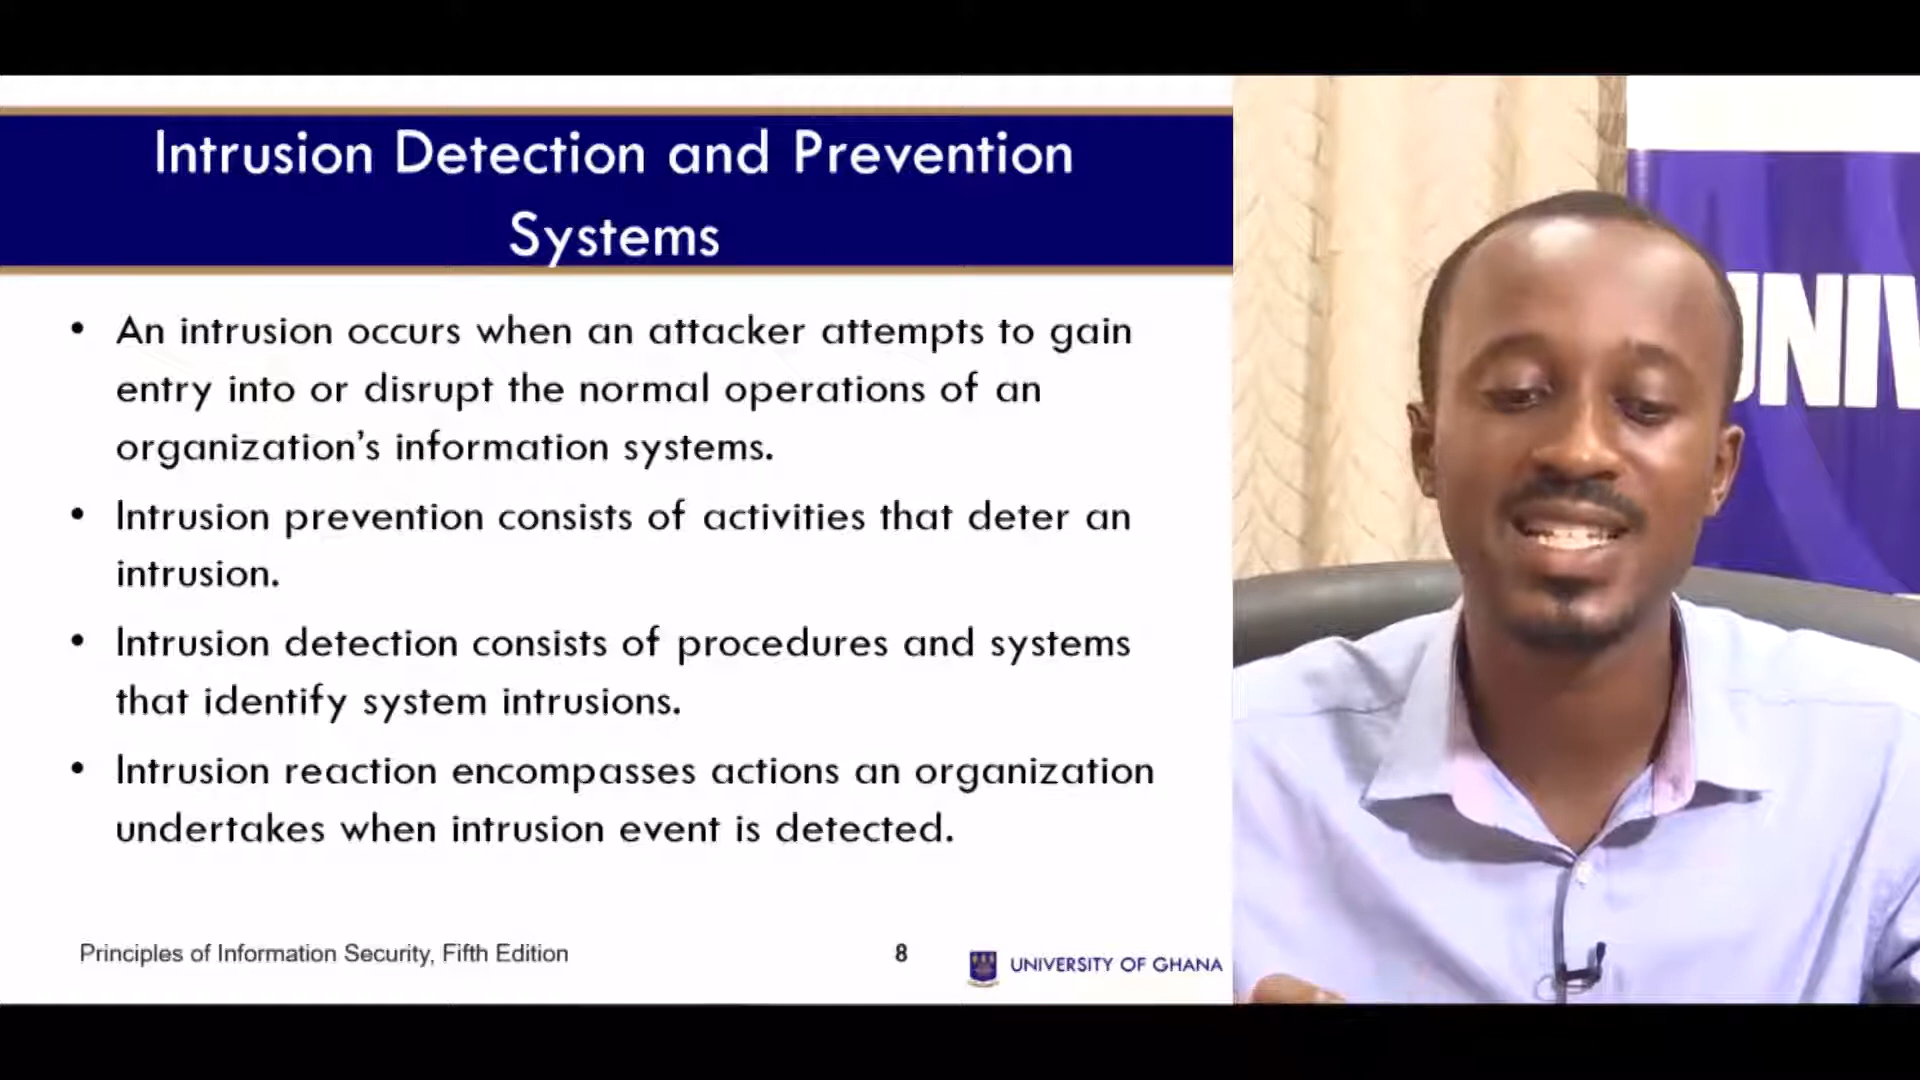 Intrusion Detection and Prevention
Systems
• An intrusion occurs when an attacker attempts to gain
entry into or disrupt the normal operations of an
organization’s information systems.
• Intrusion prevention consists of activities that deter an
intrusion.
• Intrusion detection consists of procedures and systems
that identify system intrusions.
• Intrusion reaction encompasses actions an organization
undertakes when intrusion event is detected.
Principles of Information Security, Fifth Edition
8
UNIVERSITY OF GHANA
UNIV